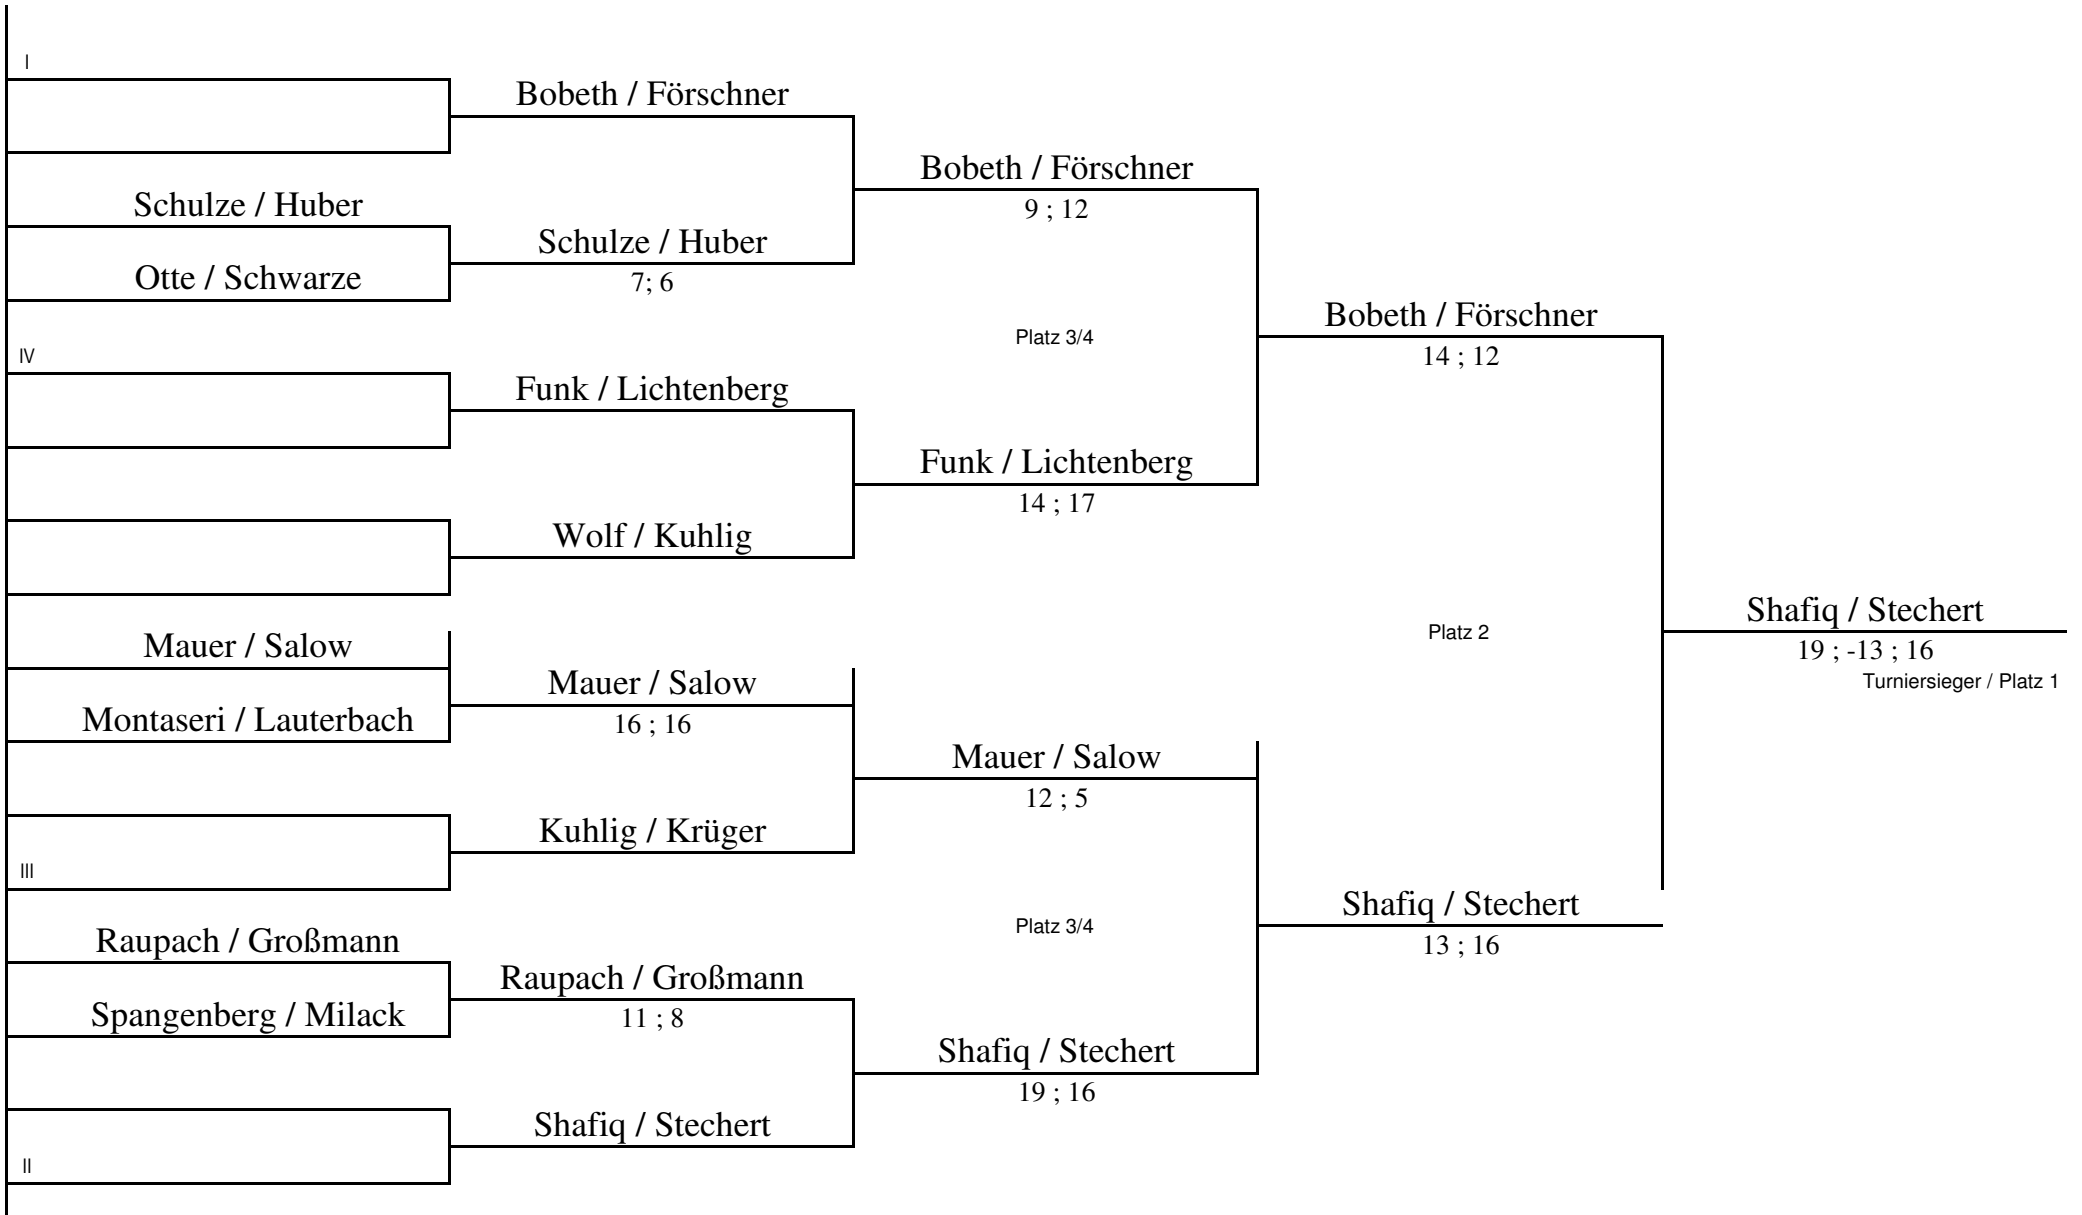 I
Bobeth / Förschner
Bobeth / Förschner
9 ; 12
Schulze / Huber
Schulze / Huber
7; 6
Otte / Schwarze
Bobeth / Förschner
14 ; 12
Platz 3/4
IV
Funk / Lichtenberg
Funk / Lichtenberg
14 ; 17
Wolf / Kuhlig
Shafiq / Stechert
19 ; -13 ; 16
Turniersieger / Platz 1
Platz 2
Mauer / Salow
Mauer / Salow
16 ; 16
Montaseri / Lauterbach
Mauer / Salow
12 ; 5
Kuhlig / Krüger
III
Shafiq / Stechert
13 ; 16
Platz 3/4
Raupach / Großmann
Raupach / Großmann
11 ; 8
Spangenberg / Milack
Shafiq / Stechert
19 ; 16
Shafiq / Stechert
II